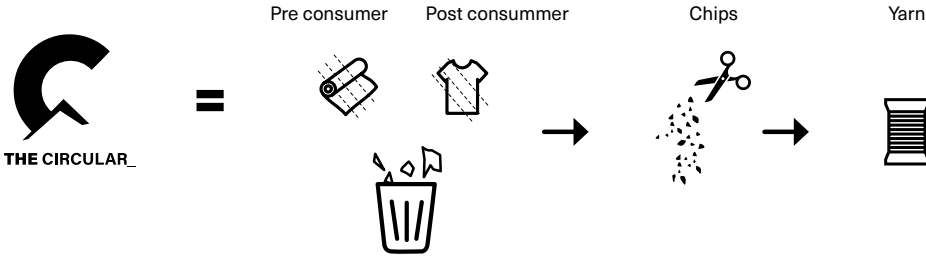 Pre consumer
Post consummer
Chips
Yarn
THE CIRCULAR_